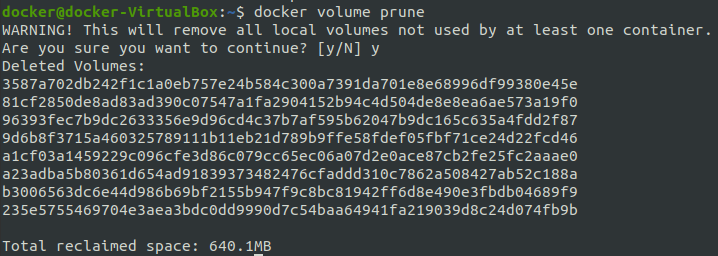 docker@docker-VirtualBox:~$ docker volume prune
WARNING! This will remove all local volumes not used by at least one container.
Are you sure you want to continue? [y/N] y
Deleted Volumes:
3587a702db242f1c1a0eb757e24b584c300a7391da701e8e68996df99380e45e
81cf2850de8ad83ad390c07547a1fa2904152b94c4d504de8e8ea6ae573a19f0
96393fec7b9dc2633356e9d96cd4c37b7af595b62047b9dc165c635a4fdd2f87
9d6b8f3715a460325789111b11eb21d789b9ffe58fdef05fbf71ce24d22fcd46
a1cf03a1459229c096cfe3d86c079cc65ec06a07d2e0ace87cb2fe25fc2aaae0
a23adba5b80361d654ad91839373482476cfaddd310c7862a508427ab52c188a
b3006563dc6e44d986b69bf2155b947f9c8bc81942ff6d8e490e3fbdb04689f9
235e5755469704e3aea3bdc0dd9990d7c54baa64941fa219039d8c24d074fb9b
Total reclaimed space: 640.1MB